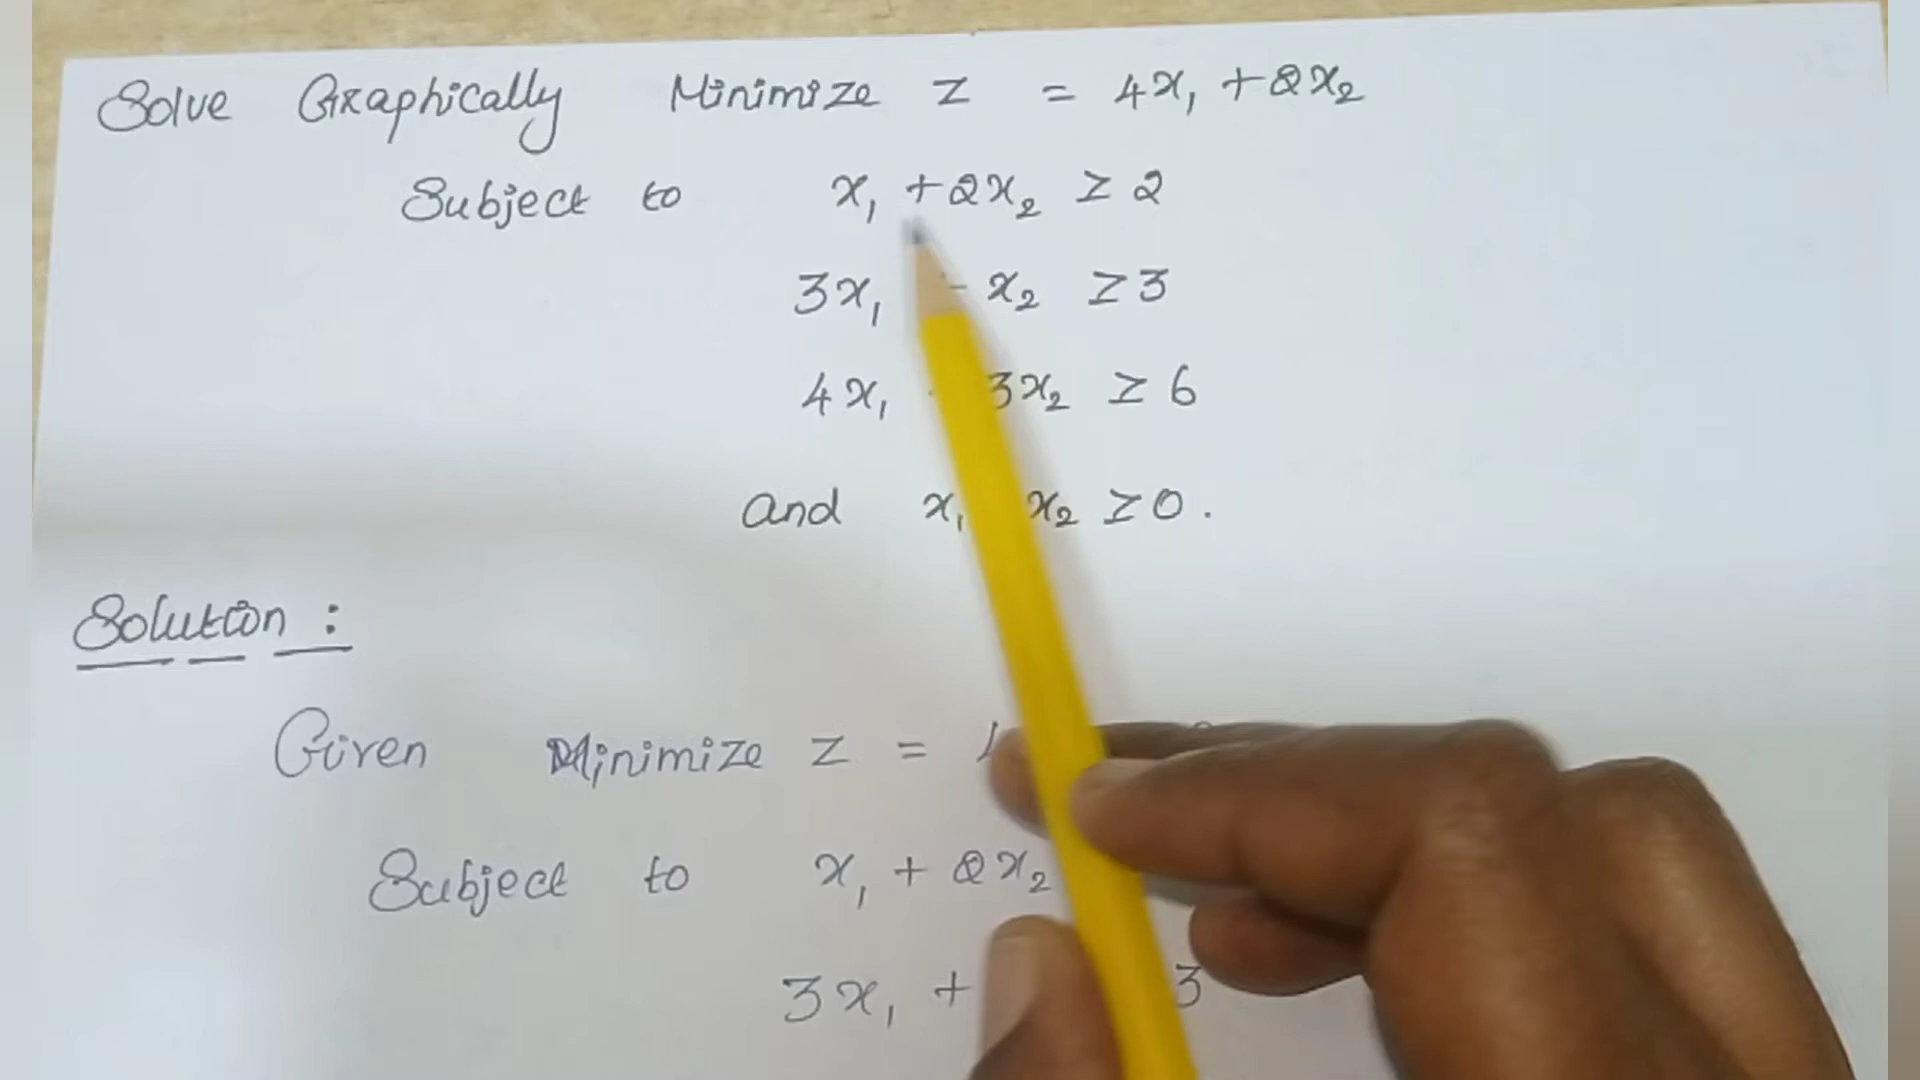 Solve Graphically Minimize Z = 4x₁ + 2x₂
Subject to x₁ + 2x₂ ≥ 2
3x₁ x₂ ≥ 3
4x₁ 3x₂ ≥ 6
and x₁ x₂ ≥ 0.
Solution :
Given Minimize Z =
Subject to x₁ + 2x₂
3x₁ + 3